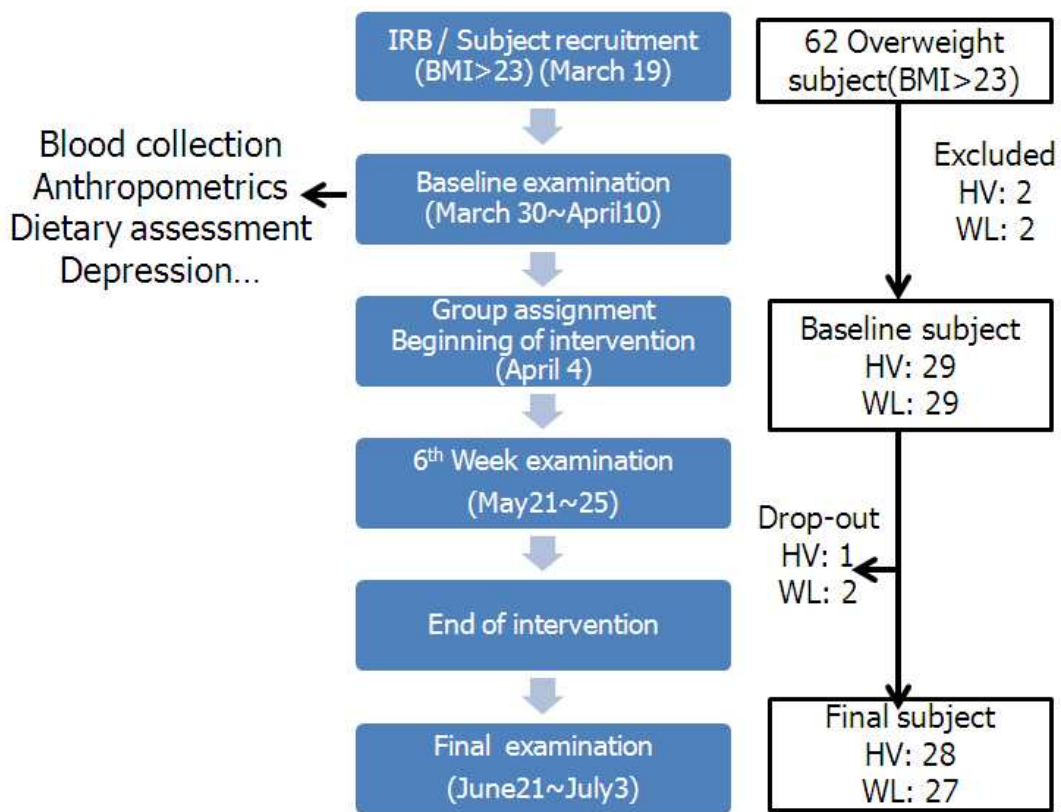 IRB / Subject recruitment
(BMI>23) (March 19)
62 Overweight
subject(BMI>23)
Blood collection
Anthropometrics
Dietary assessment
Depression...
Baseline examination
(March 30~April10)
Excluded
HV: 2
WL: 2
Group assignment
Beginning of intervention
(April 4)
Baseline subject
HV: 29
WL: 29
6th Week examination
(May21~25)
Drop-out
HV: 1
WL: 2
End of intervention
Final examination
(June21~July3)
Final subject
HV: 28
WL: 27